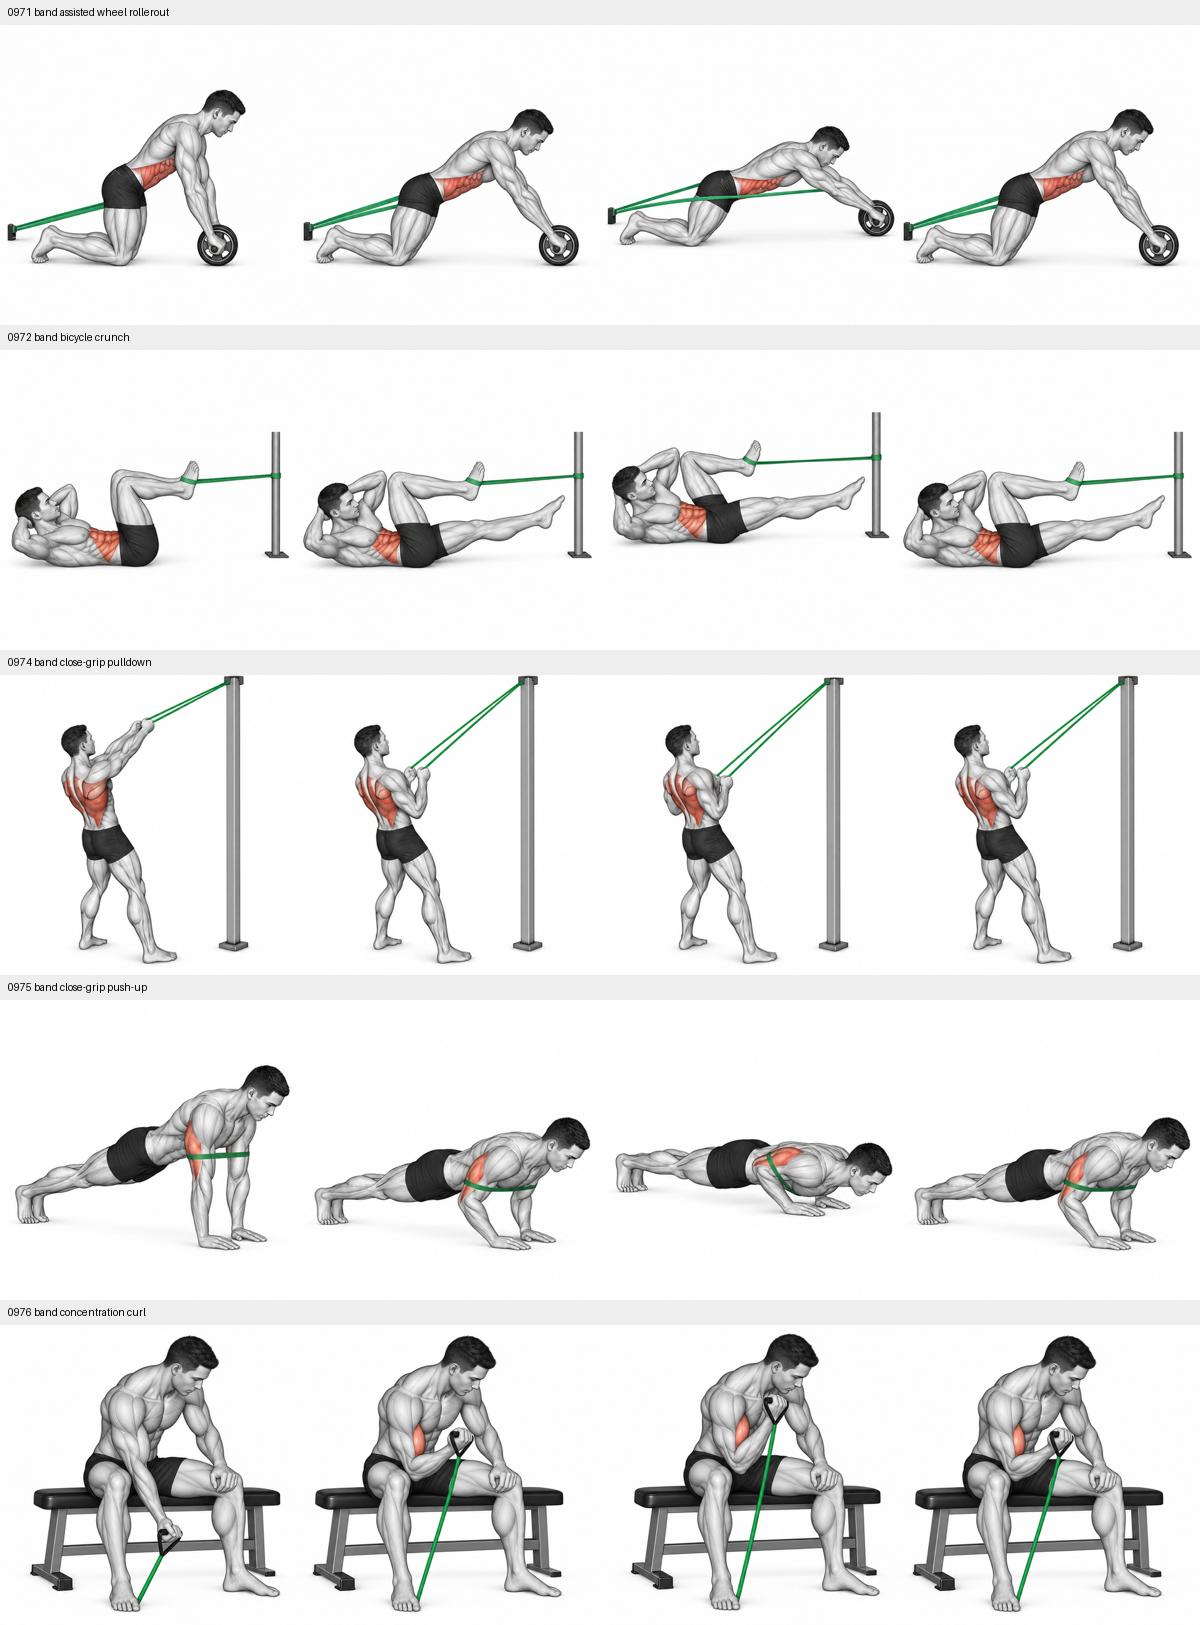 0971 band assisted wheel rollerout
0972 band bicycle crunch
0974 band close-grip pulldown
0975 band close-grip push-up
0976 band concentration curl